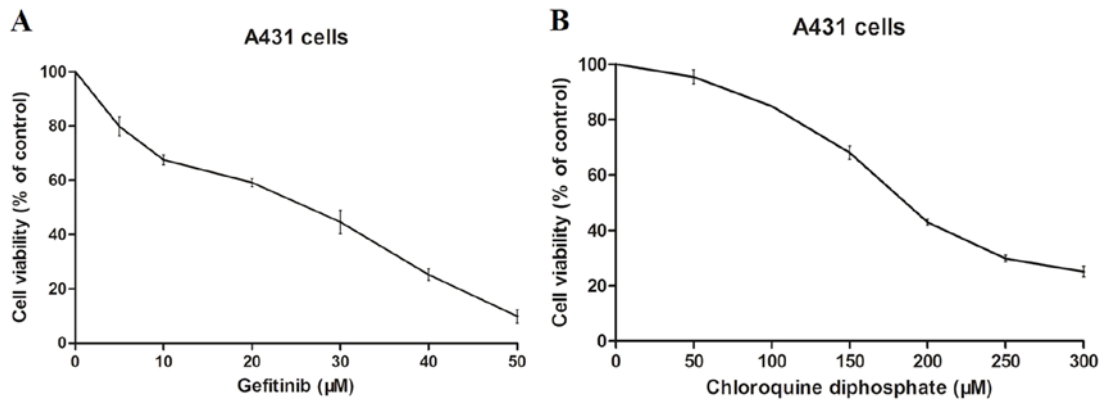 A
A431 cells
Cell viability (% of control)
100
80
60
40
20
0
0 10 20 30 40 50
Gefitinib (µM)
B
A431 cells
Cell viability (% of control)
100
80
60
40
20
0
0 50 100 150 200 250 300
Chloroquine diphosphate (µM)